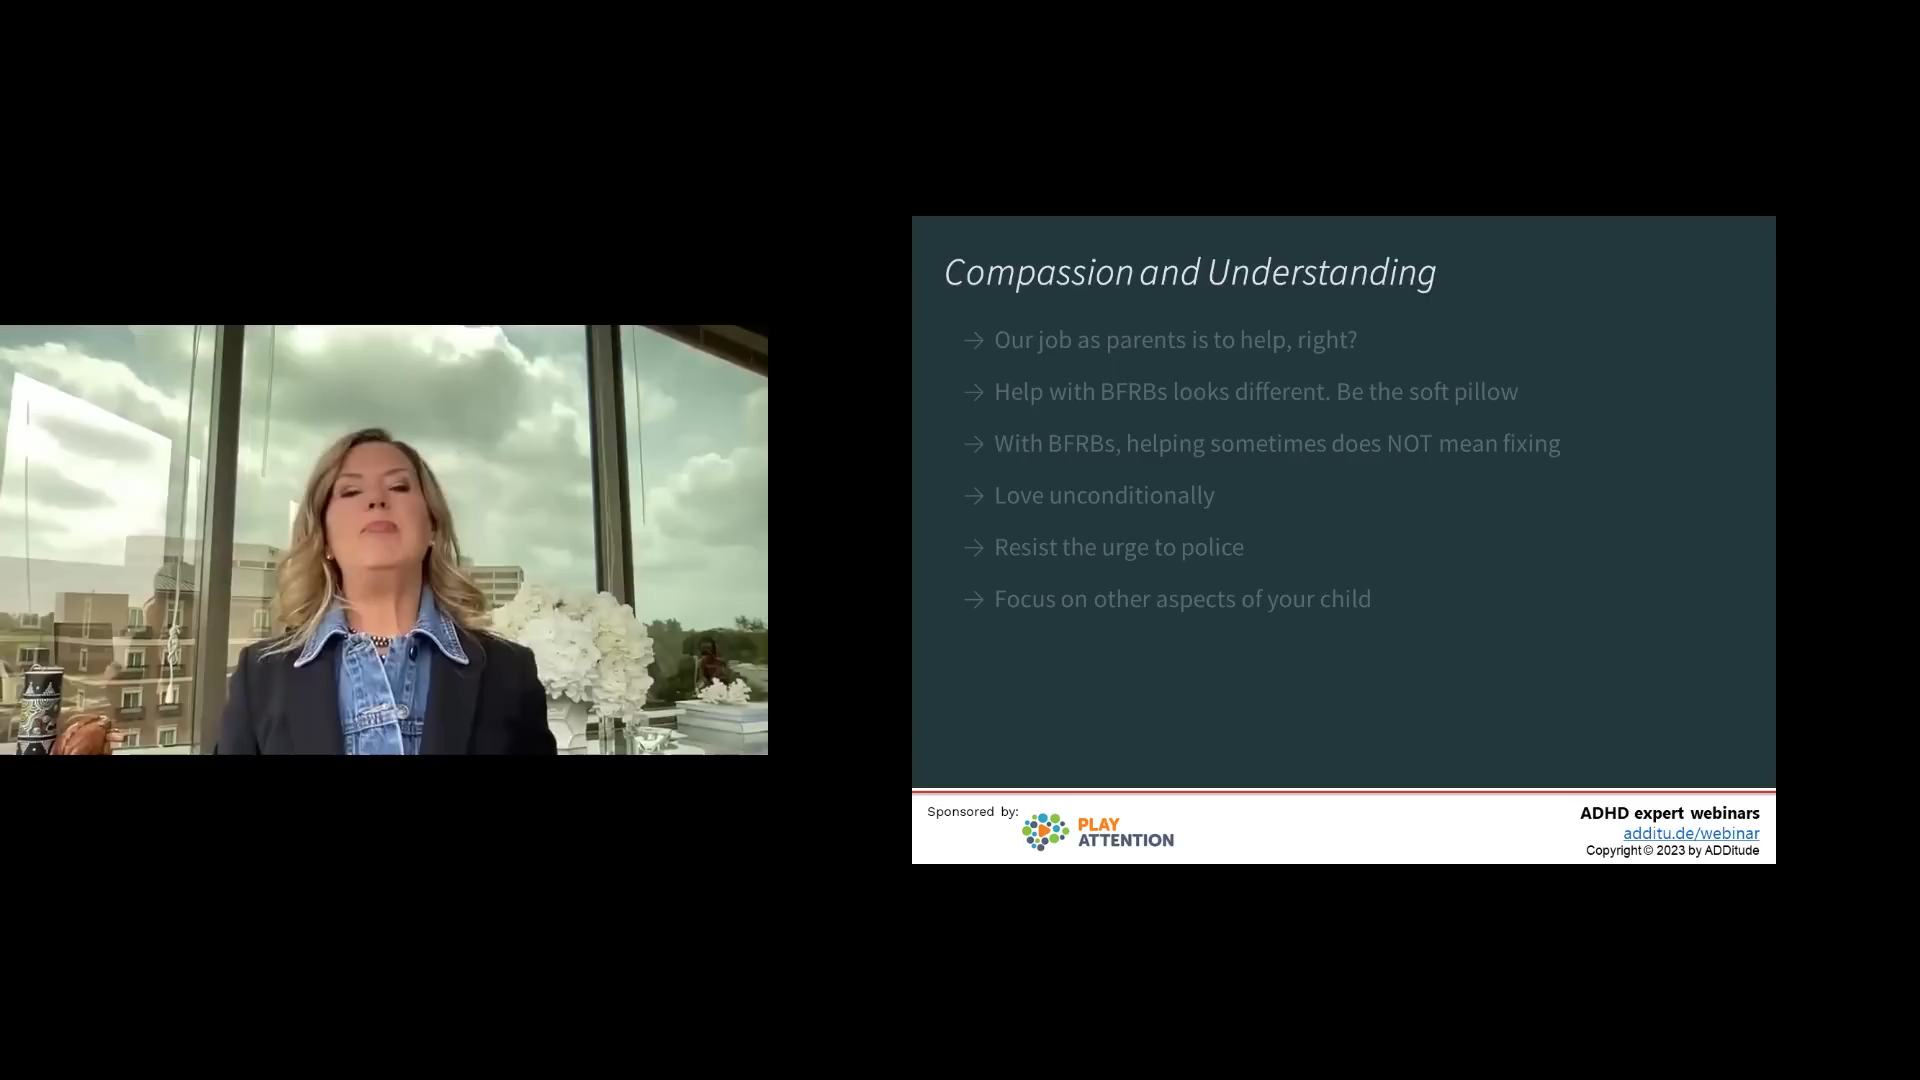 Compassion and Understanding
→ Our job as parents is to help, right?
→ Help with BFRBs looks different. Be the soft pillow
→ With BFRBs, helping sometimes does NOT mean fixing
→ Love unconditionally
→ Resist the urge to police
→ Focus on other aspects of your child
Sponsored by:
PLAY
ATTENTION
ADHD expert webinars
additu.de/webinar
Copyright © 2023 by ADDitude